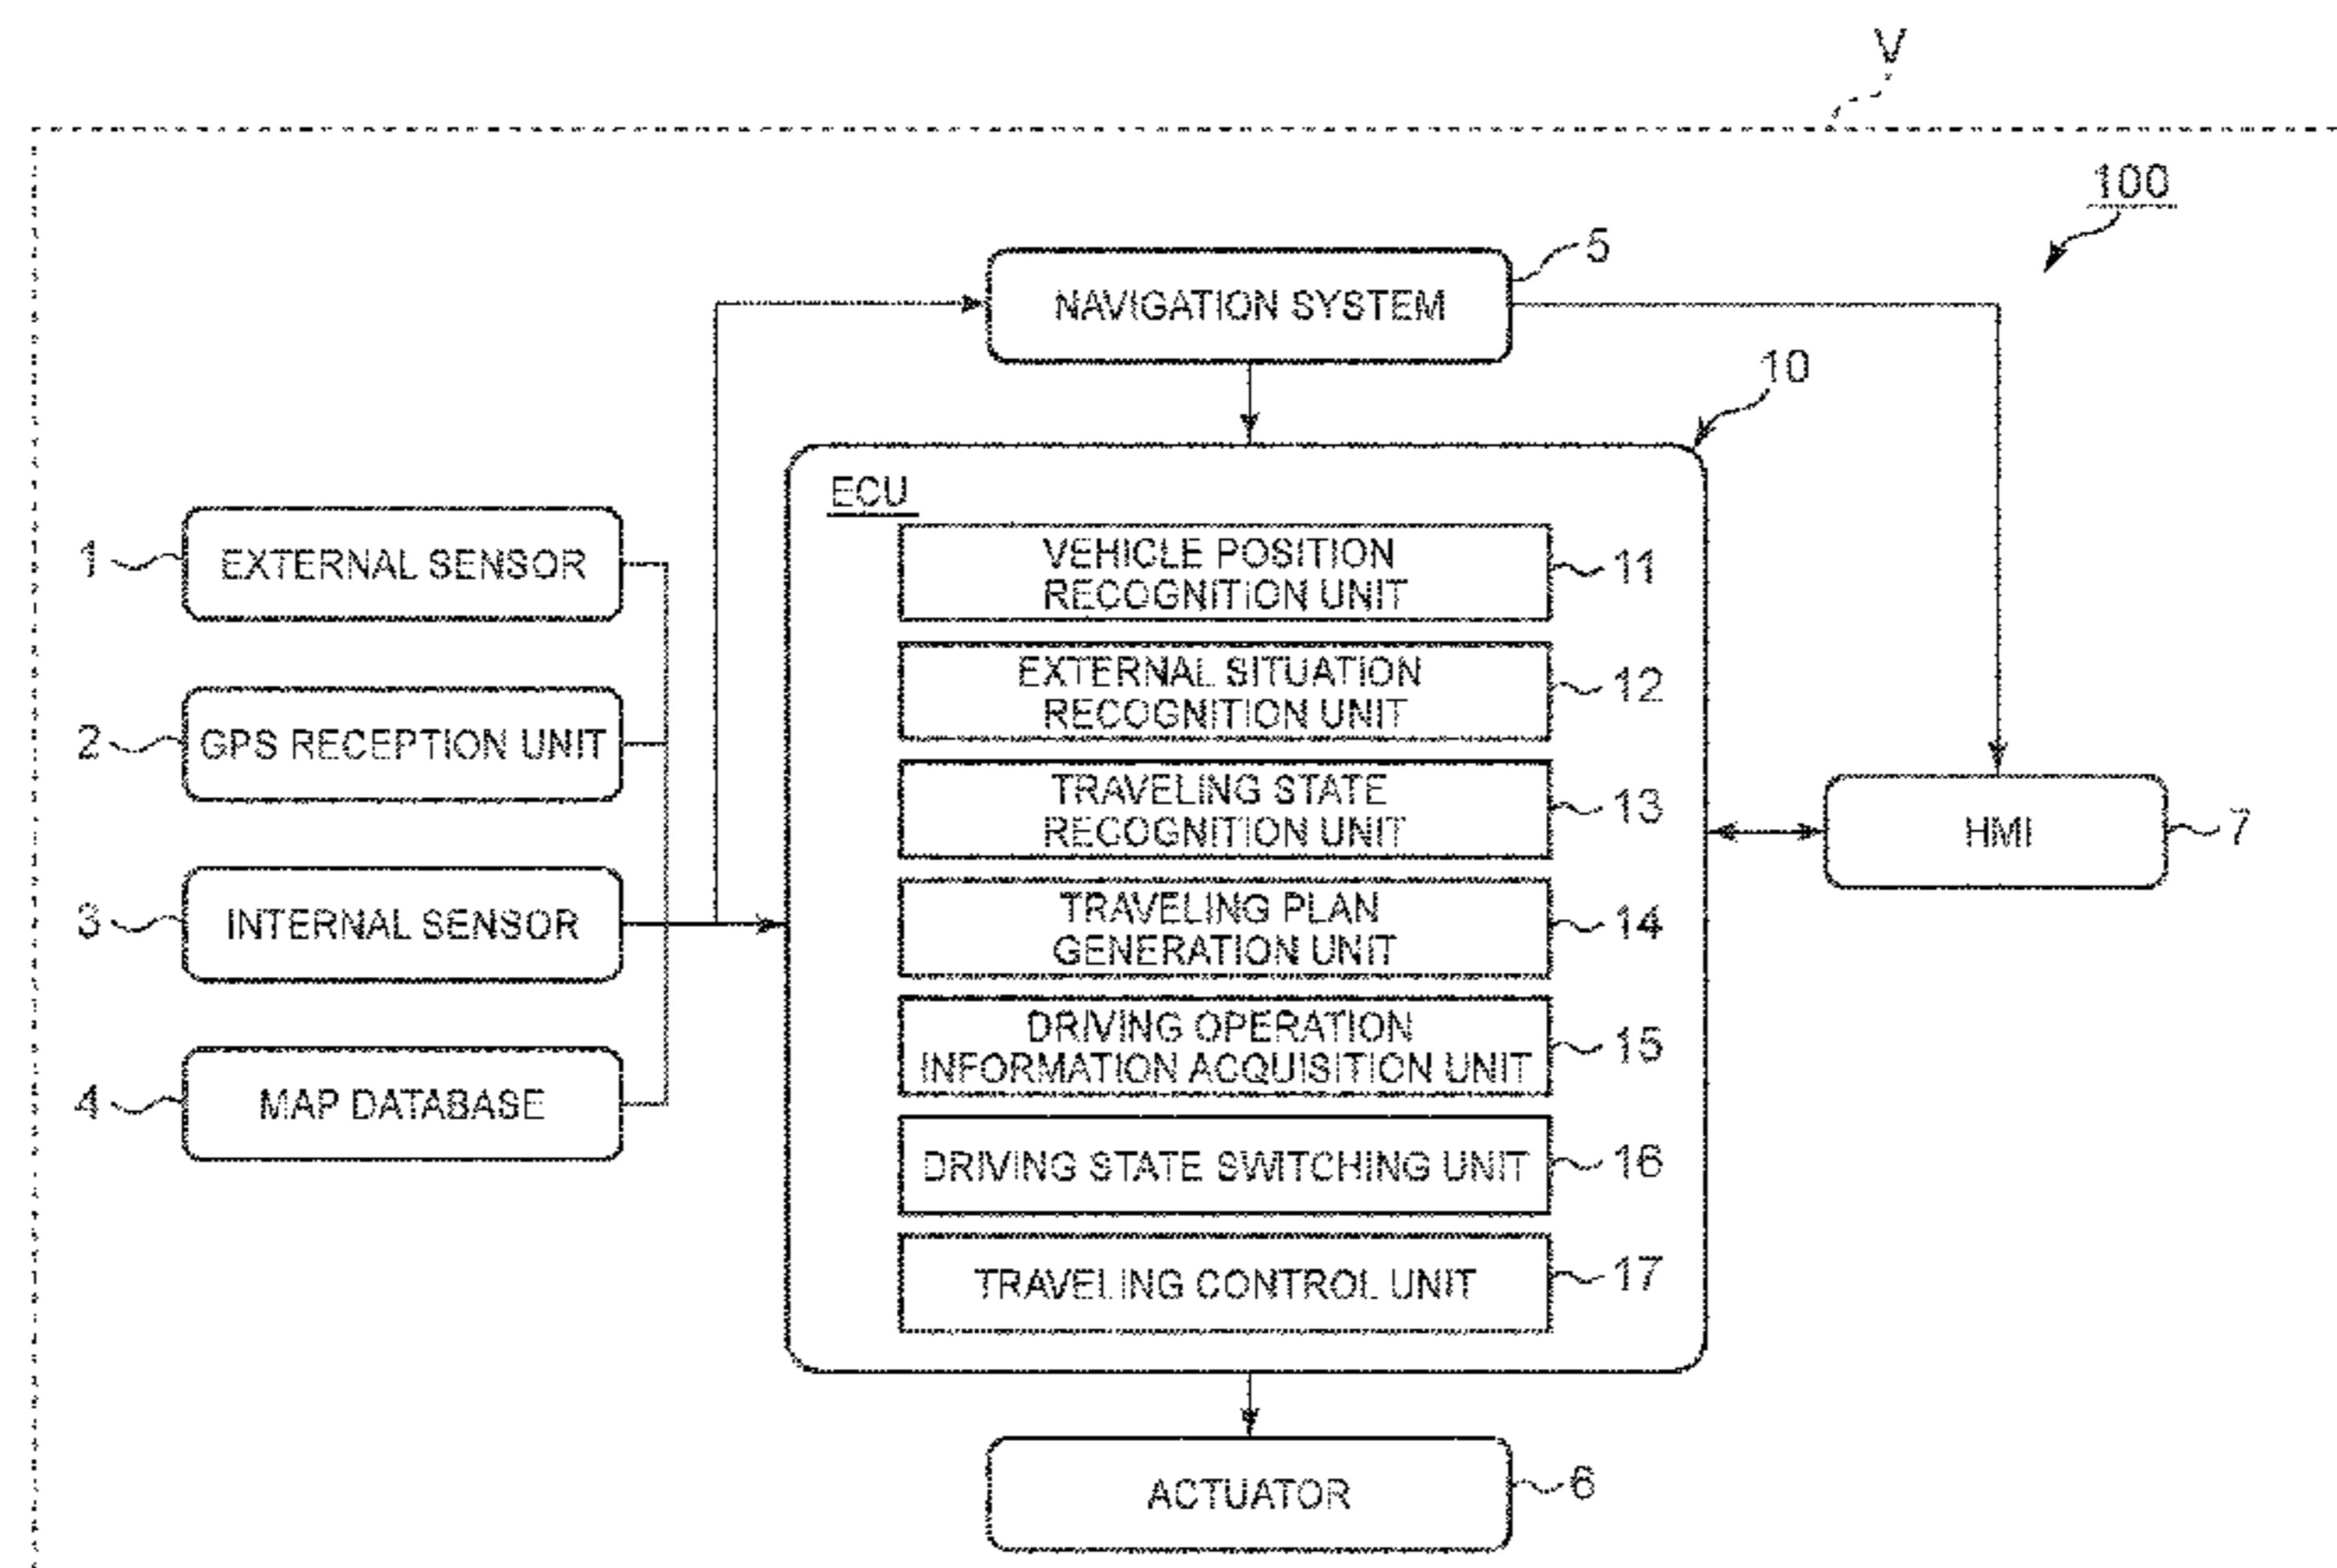 V
100
NAVIGATION SYSTEM
5
10
ECU
1
EXTERNAL SENSOR
2
GPS RECEPTION UNIT
3
INTERNAL SENSOR
4
MAP DATABASE
VEHICLE POSITION
RECOGNITION UNIT
11
EXTERNAL SITUATION
RECOGNITION UNIT
12
TRAVELING STATE
RECOGNITION UNIT
13
TRAVELING PLAN
GENERATION UNIT
14
DRIVING OPERATION
INFORMATION ACQUISITION UNIT
15
DRIVING STATE SWITCHING UNIT
16
TRAVELING CONTROL UNIT
17
HMI
7
ACTUATOR
6